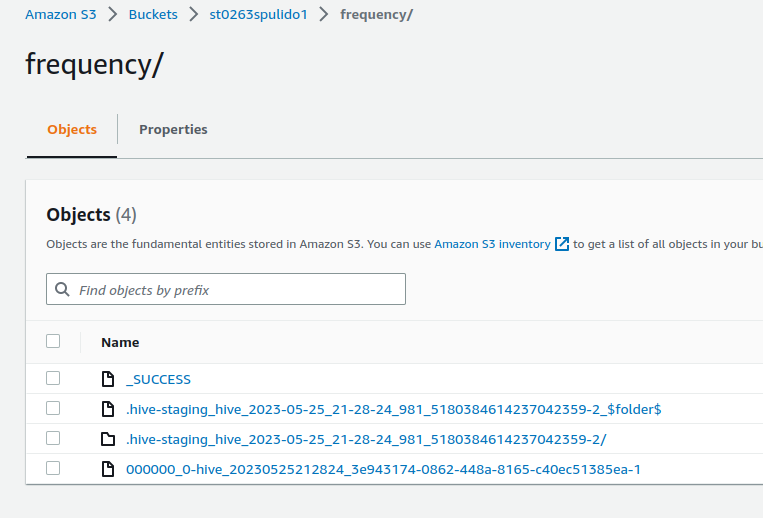 Amazon S3 > Buckets > st0263spulido1 > frequency/
frequency/
Objects Properties
Objects (4)
Objects are the fundamental entities stored in Amazon S3. You can use Amazon S3 inventory to get a list of all objects in your bu
Find objects by prefix
Name
_SUCCESS
.hive-staging_hive_2023-05-25_21-28-24_981_5180384614237042359-2_$folder$
.hive-staging_hive_2023-05-25_21-28-24_981_5180384614237042359-2/
000000_0-hive_20230525212824_3e943174-0862-448a-8165-c40ec51385ea-1